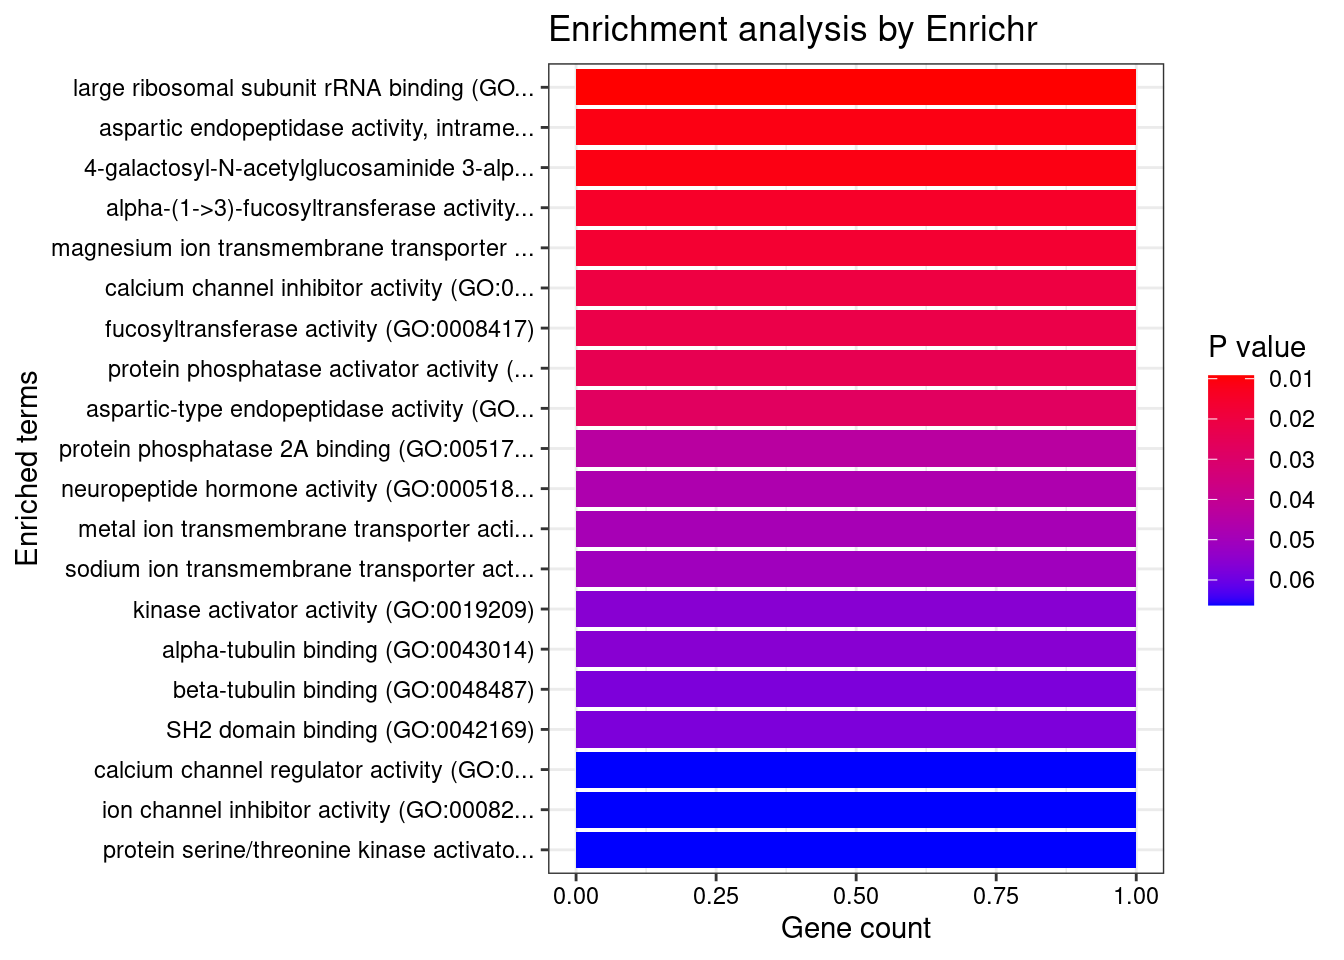 Enrichment analysis by Enrichr
large ribosomal subunit rRNA binding (GO...
aspartic endopeptidase activity, intrame...
4-galactosyl-N-acetylglucosaminide 3-alp...
alpha-(1->3)-fucosyltransferase activity...
magnesium ion transmembrane transporter ...
calcium channel inhibitor activity (GO:0...
fucosyltransferase activity (GO:0008417)
protein phosphatase activator activity (...
aspartic-type endopeptidase activity (GO...
protein phosphatase 2A binding (GO:00517...
neuropeptide hormone activity (GO:000518...
metal ion transmembrane transporter acti...
sodium ion transmembrane transporter act...
kinase activator activity (GO:0019209)
alpha-tubulin binding (GO:0043014)
beta-tubulin binding (GO:0048487)
SH2 domain binding (GO:0042169)
calcium channel regulator activity (GO:0...
ion channel inhibitor activity (GO:00082...
protein serine/threonine kinase activato...
Enriched terms
0.00 0.25 0.50 0.75 1.00
Gene count
P value
0.01
0.02
0.03
0.04
0.05
0.06